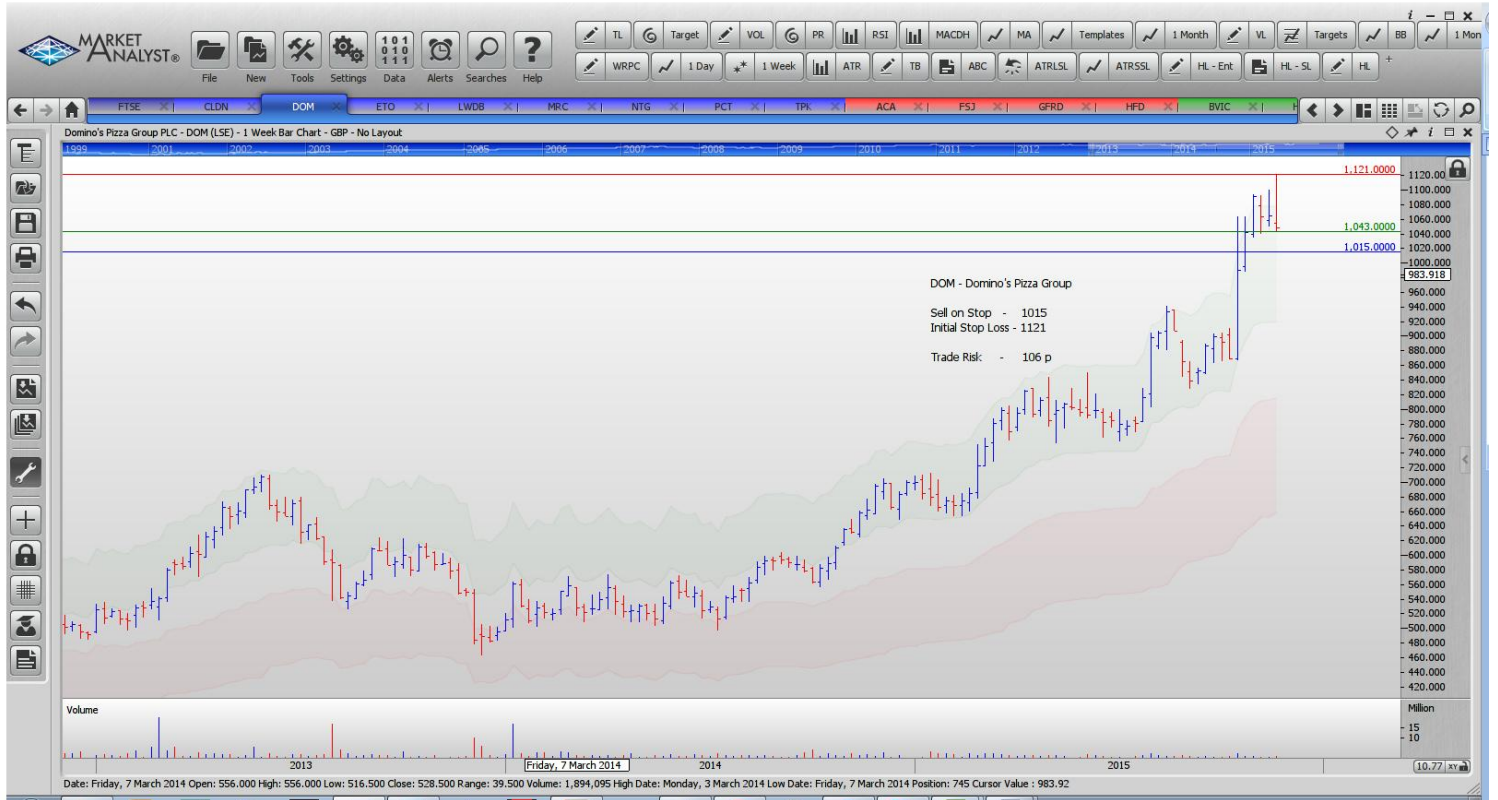 MARKET
ANALYST®
File
New
Tools
Settings
101
010
111
Data
Alerts
Searches
?
Help
TL
Target
VOL
PR
RSI
MACDH
MA
Templates
1 Month
VL
Targets
BB
1 Mon
WRPC
1 Day
1 Week
ATR
TB
ABC
ATRLSL
ATRSSL
HL - Ent
HL - SL
HL
FTSE
CLDN
DOM
ETO
LWDB
MRC
NTG
PCT
TPK
ACA
FSJ
GFRD
HFD
BVIC
Domino's Pizza Group PLC - DOM (LSE) - 1 Week Bar Chart - GBP - No Layout
1999 2001 2002 2003 2004 2005 2006 2007 2008 2009 2010 2011 2012 2013 2014 2015
1,121.0000
1,043.0000
1,015.0000
1120.00
1100.000
1080.000
1060.000
1040.000
1020.000
1000.000
983.918
960.000
940.000
920.000
900.000
880.000
860.000
840.000
820.000
800.000
780.000
760.000
740.000
720.000
700.000
680.000
660.000
640.000
620.000
600.000
580.000
560.000
540.000
520.000
500.000
480.000
460.000
440.000
420.000
DOM - Domino's Pizza Group
Sell on Stop - 1015
Initial Stop Loss - 1121
Trade Risk - 106 p
Volume
Million
15
10
2013
Friday, 7 March 2014
2014
2015
10.77 XY
Date: Friday, 7 March 2014 Open: 556.000 High: 556.000 Low: 516.500 Close: 528.500 Range: 39.500 Volume: 1,894,095 High Date: Monday, 3 March 2014 Low Date: Friday, 7 March 2014 Position: 745 Cursor Value : 983.92